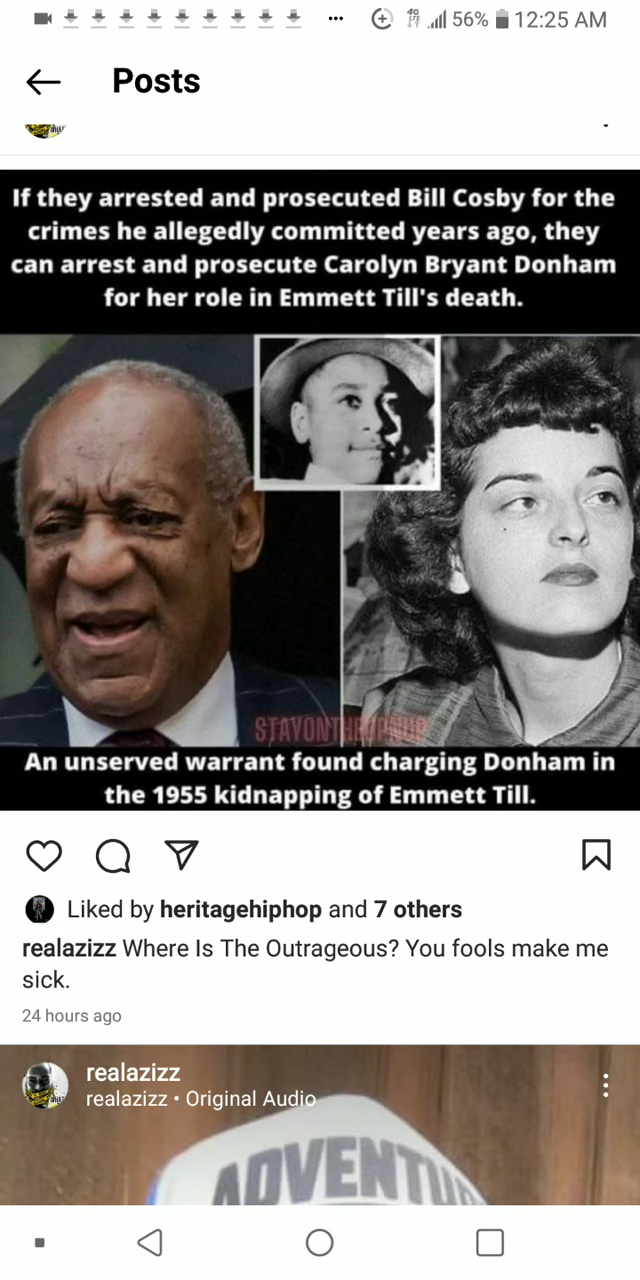 56% 12:25 AM
Posts
If they arrested and prosecuted Bill Cosby for the
crimes he allegedly committed years ago, they
can arrest and prosecute Carolyn Bryant Donham
for her role in Emmett Till's death.
An unserved warrant found charging Donham in
the 1955 kidnapping of Emmett Till.
Liked by heritagehiphop and 7 others
realazizz Where Is The Outrageous? You fools make me
sick.
24 hours ago
realazizz
realazizz • Original Audio